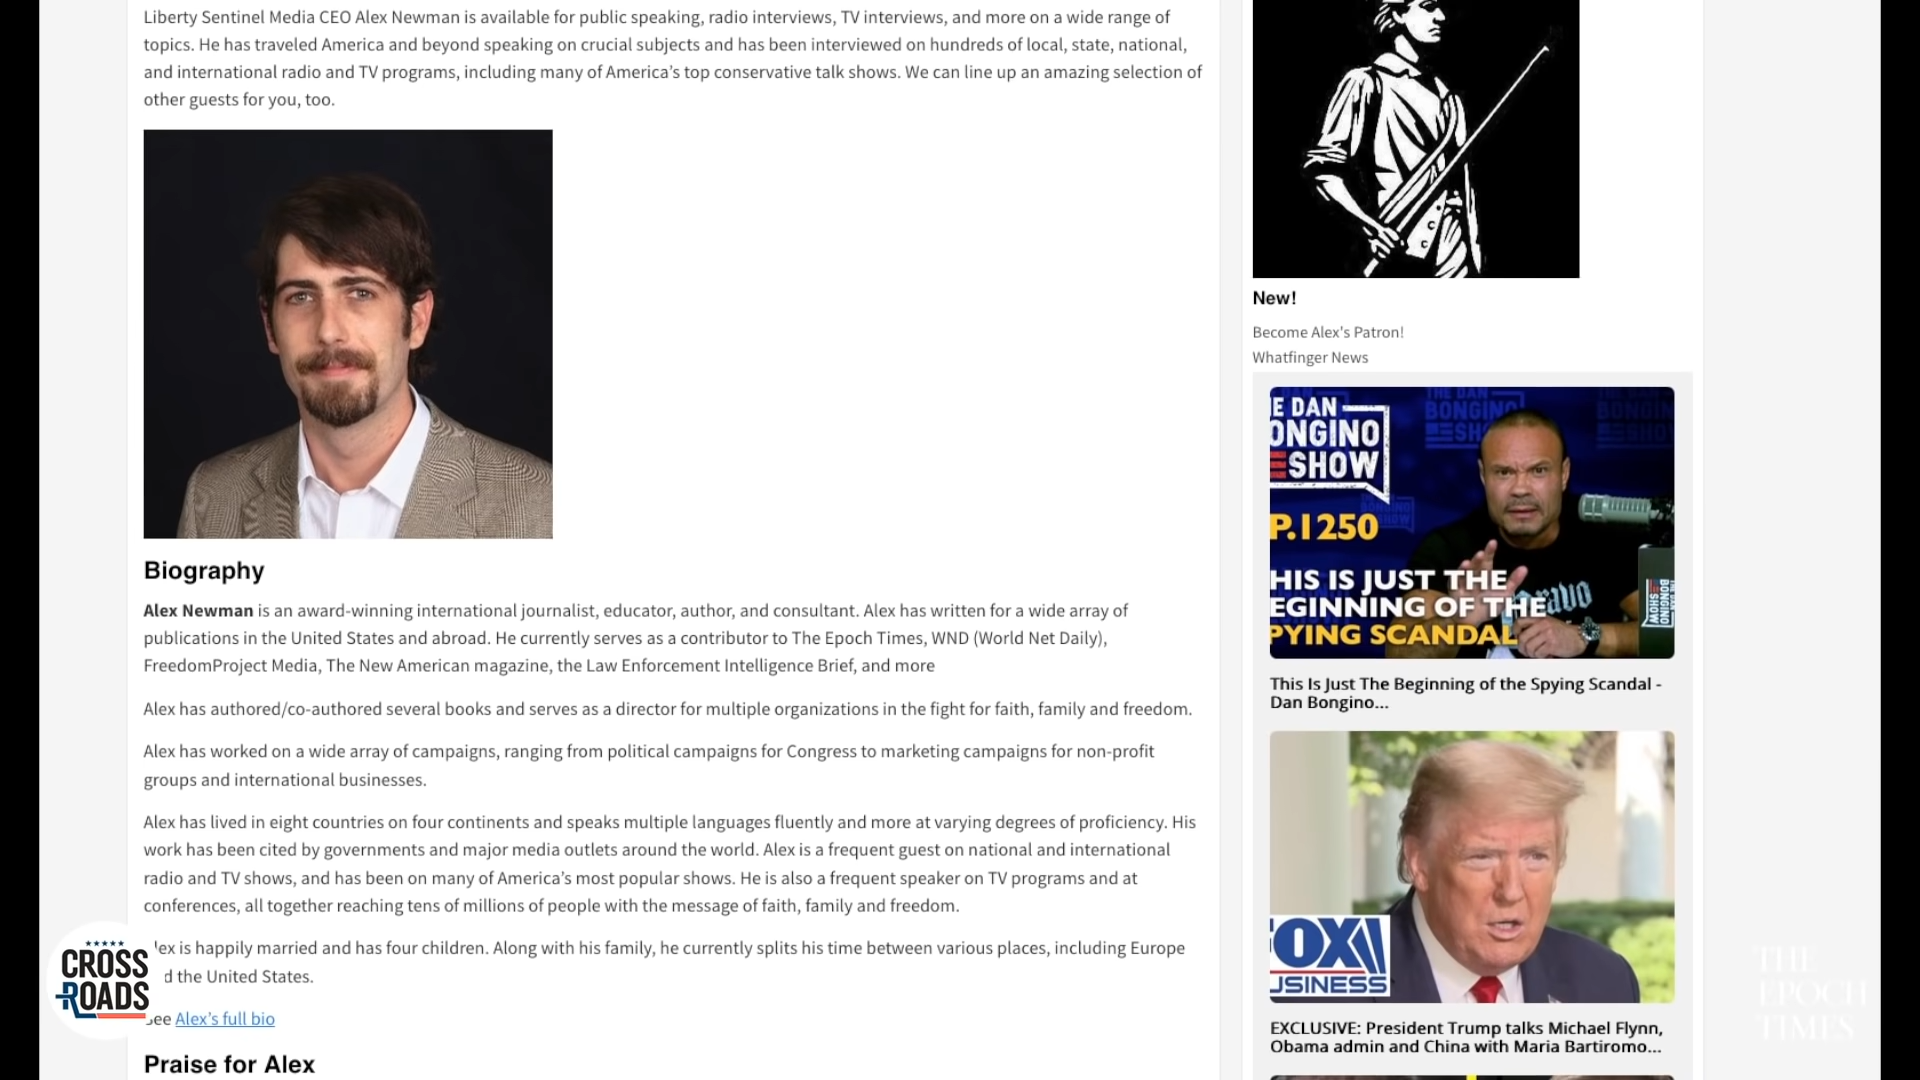 Liberty Sentinel Media CEO Alex Newman is available for public speaking, radio interviews, TV interviews, and more on a wide range of
topics. He has traveled America and beyond speaking on crucial subjects and has been interviewed on hundreds of local, state, national,
and international radio and TV programs, including many of America's top conservative talk shows. We can line up an amazing selection of
other guests for you, too.
Biography
Alex Newman is an award-winning international journalist, educator, author, and consultant. Alex has written for a wide array of
publications in the United States and abroad. He currently serves as a contributor to The Epoch Times, WND (World Net Daily),
FreedomProject Media, The New American magazine, the Law Enforcement Intelligence Brief, and more
Alex has authored/co-authored several books and serves as a director for multiple organizations in the fight for faith, family and freedom.
Alex has worked on a wide array of campaigns, ranging from political campaigns for Congress to marketing campaigns for non-profit
groups and international businesses.
Alex has lived in eight countries on four continents and speaks multiple languages fluently and more at varying degrees of proficiency. His
work has been cited by governments and major media outlets around the world. Alex is a frequent guest on national and international
radio and TV shows, and has been on many of America's most popular shows. He is also a frequent speaker on TV programs and at
conferences, all together reaching tens of millions of people with the message of faith, family and freedom.
lex is happily married and has four children. Along with his family, he currently splits his time between various places, including Europe
d the United States.
ee Alex's full bio
Praise for Alex
CROSS
ROADS
New!
Become Alex's Patron!
Whatfinger News
E DAN
ONGINO
SHOW
THE DAN
BONGINO
P.1250
HIS IS JUST THE
EGINNING OF THE
PYING SCANDAL
BONGINO
SHOW
This Is Just The Beginning of the Spying Scandal -
Dan Bongino...
OX
USINESS
EXCLUSIVE: President Trump talks Michael Flynn,
Obama admin and China with Maria Bartiromo...
THE
EPOCH
TIMES